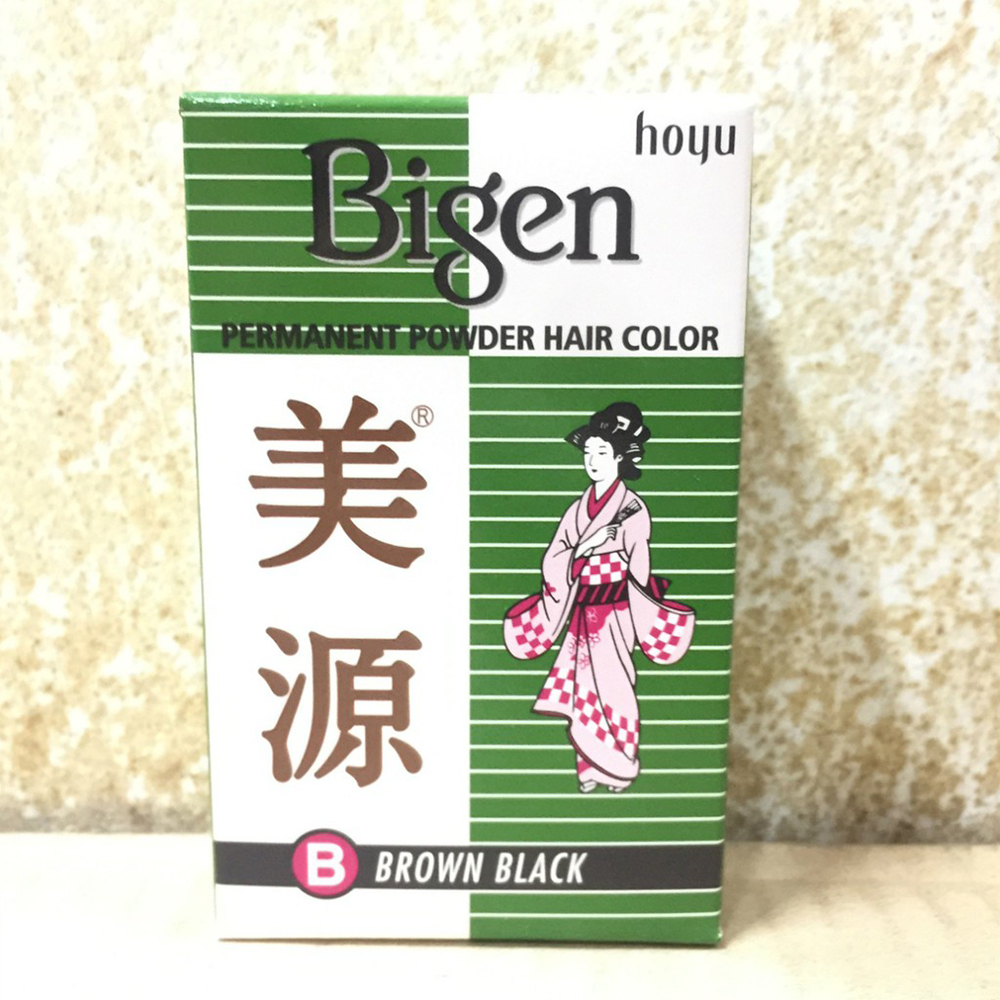 hoyu
Bigen
PERMANENT POWDER HAIR COLOR
美®
源
B BROWN BLACK